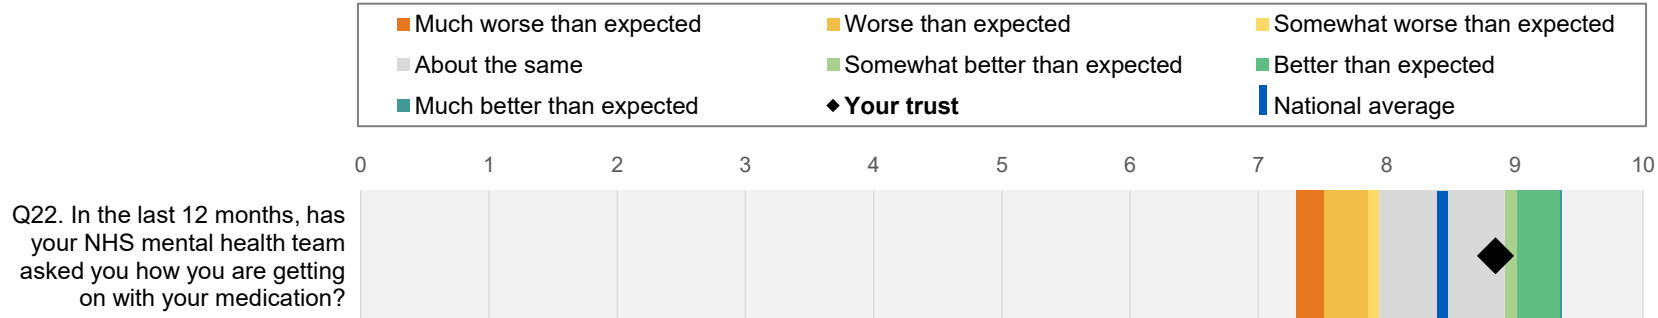 Much worse than expected Worse than expected Somewhat worse than expected
About the same Somewhat better than expected Better than expected
Much better than expected Your trust National average
0 1 2 3 4 5 6 7 8 9 10
Q22. In the last 12 months, has
your NHS mental health team
asked you how you are getting
on with your medication?